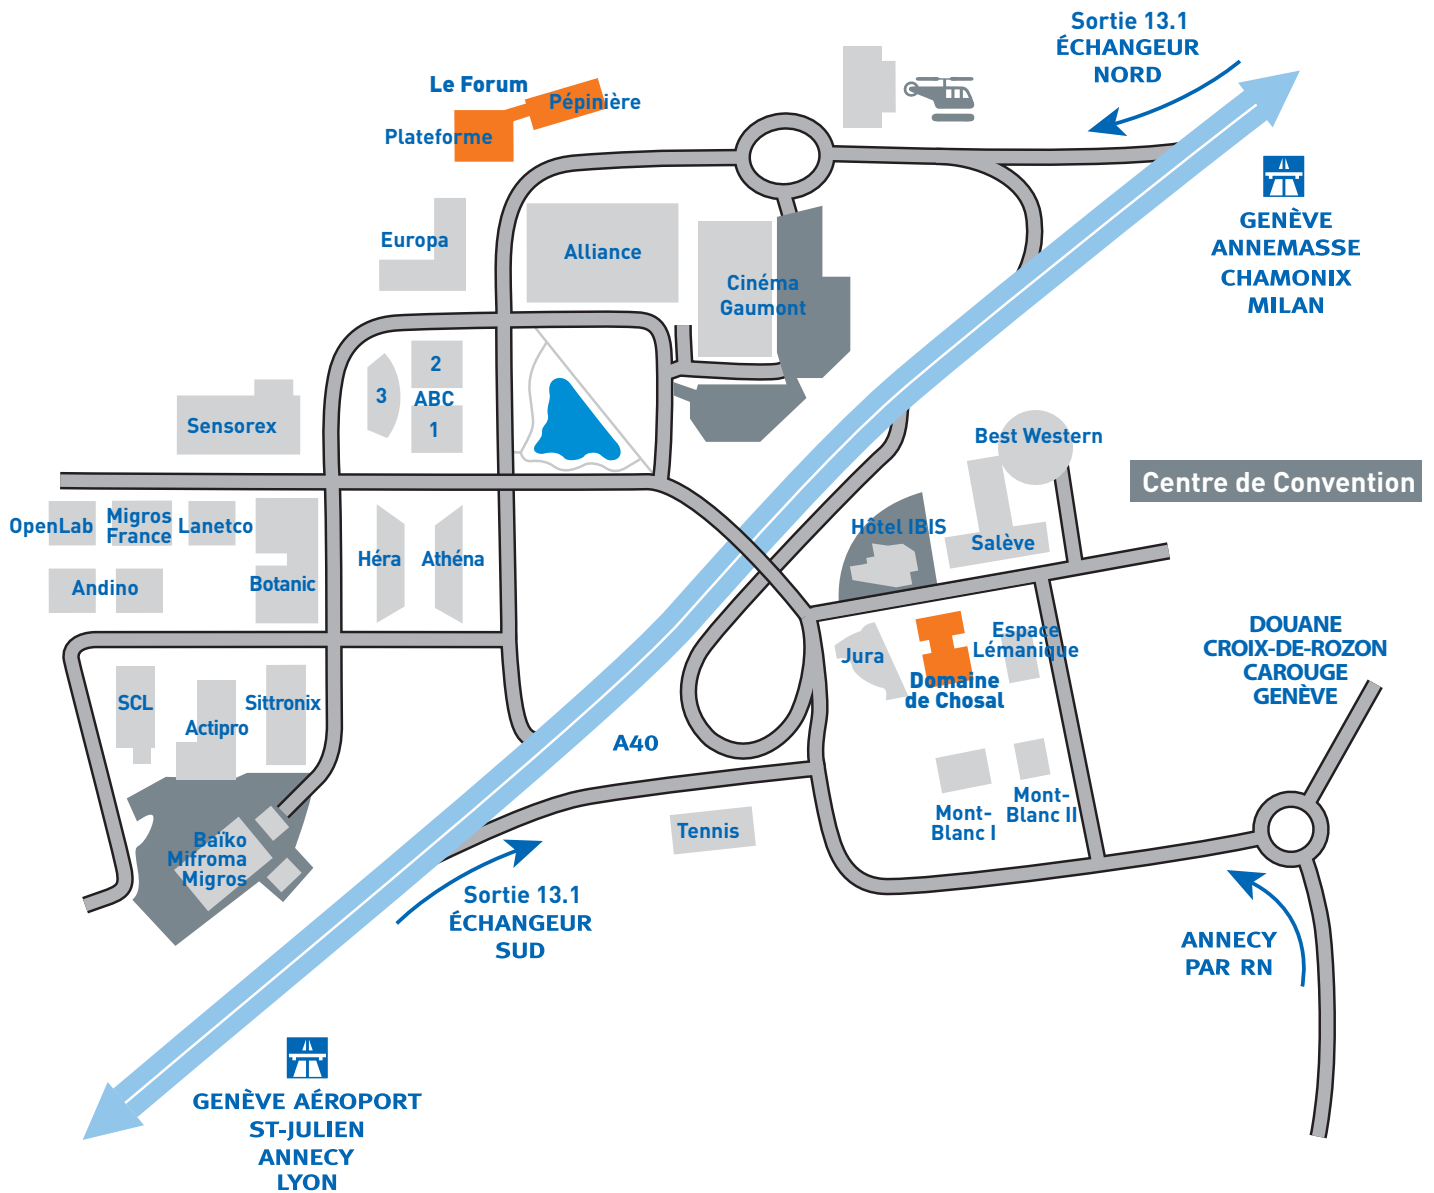 Sortie 13.1
ÉCHANGEUR
NORD
Le Forum
Pépinière
Plateforme
GENÈVE
ANNEMASSE
CHAMONIX
MILAN
Europa
Alliance
Cinéma
Gaumont
2
3
ABC
1
Sensorex
Best Western
Centre de Convention
OpenLab
Migros
France
Lanetco
Hôtel IBIS
Salève
Héra
Athéna
Andino
Botanic
Jura
Espace
Lémanique
Domaine
de Chosal
DOUANE
CROIX-DE-ROZON
CAROUGE
GENÈVE
SCL
Sittronix
Actipro
A40
Mont-
Blanc I
Mont-
Blanc II
Tennis
Baïko
Mifroma
Migros
Sortie 13.1
ÉCHANGEUR
SUD
ANNECY
PAR RN
GENÈVE AÉROPORT
ST-JULIEN
ANNECY
LYON